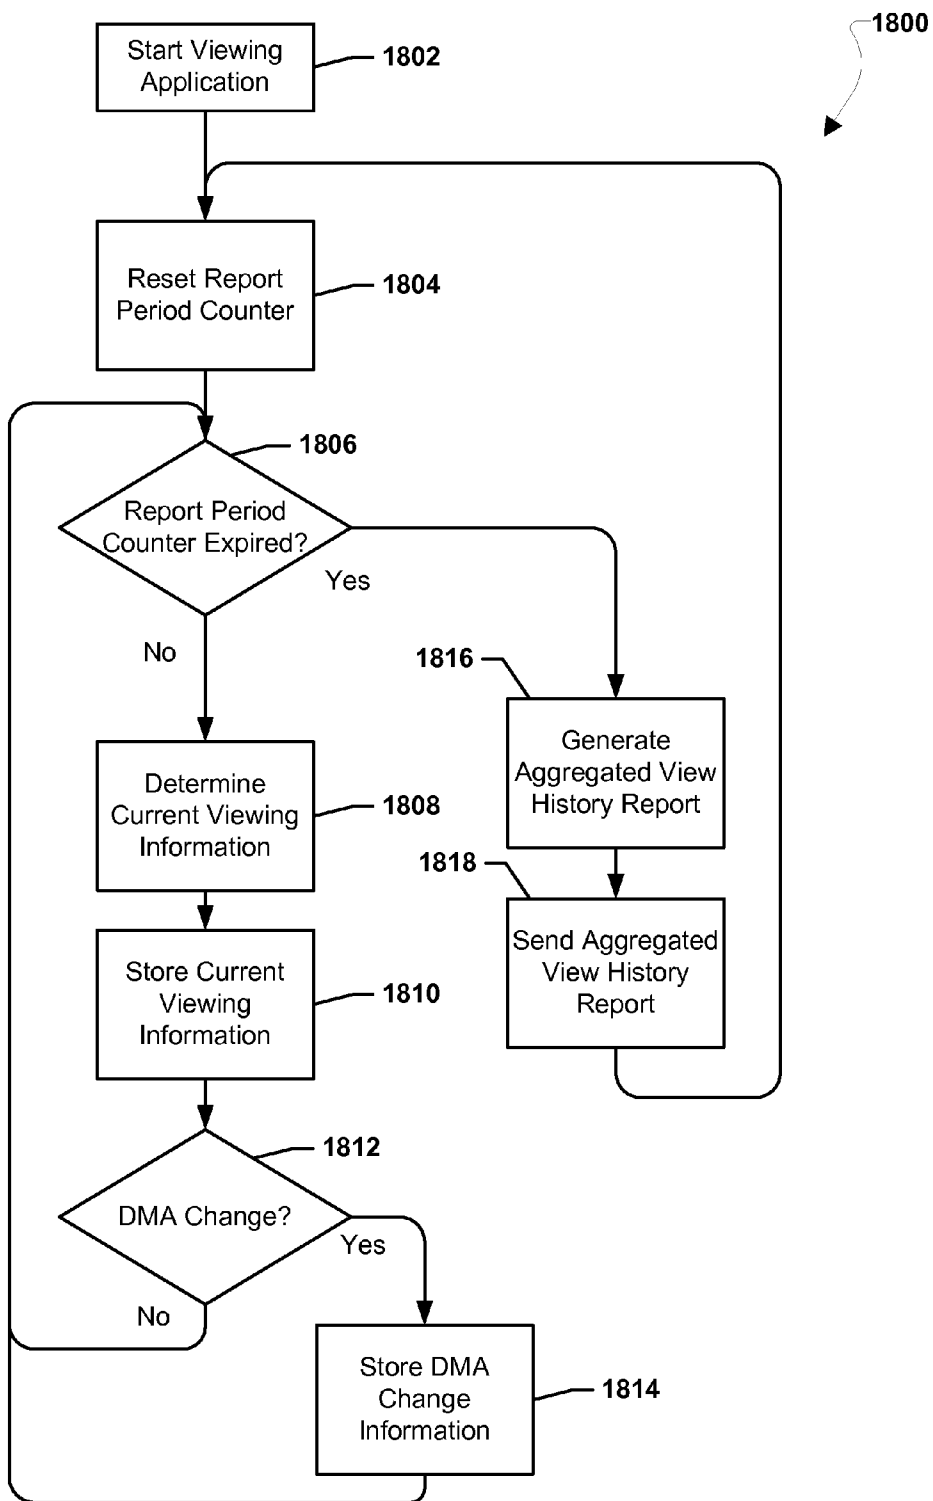 1800
Start Viewing
Application
1802
Reset Report
Period Counter
1804
1806
Report Period
Counter Expired?
Yes
No
1816
Generate
Aggregated View
History Report
Determine
Current Viewing
Information
1808
1818
Send Aggregated
View History
Report
Store Current
Viewing
Information
1810
1812
DMA Change?
Yes
No
Store DMA
Change
Information
1814